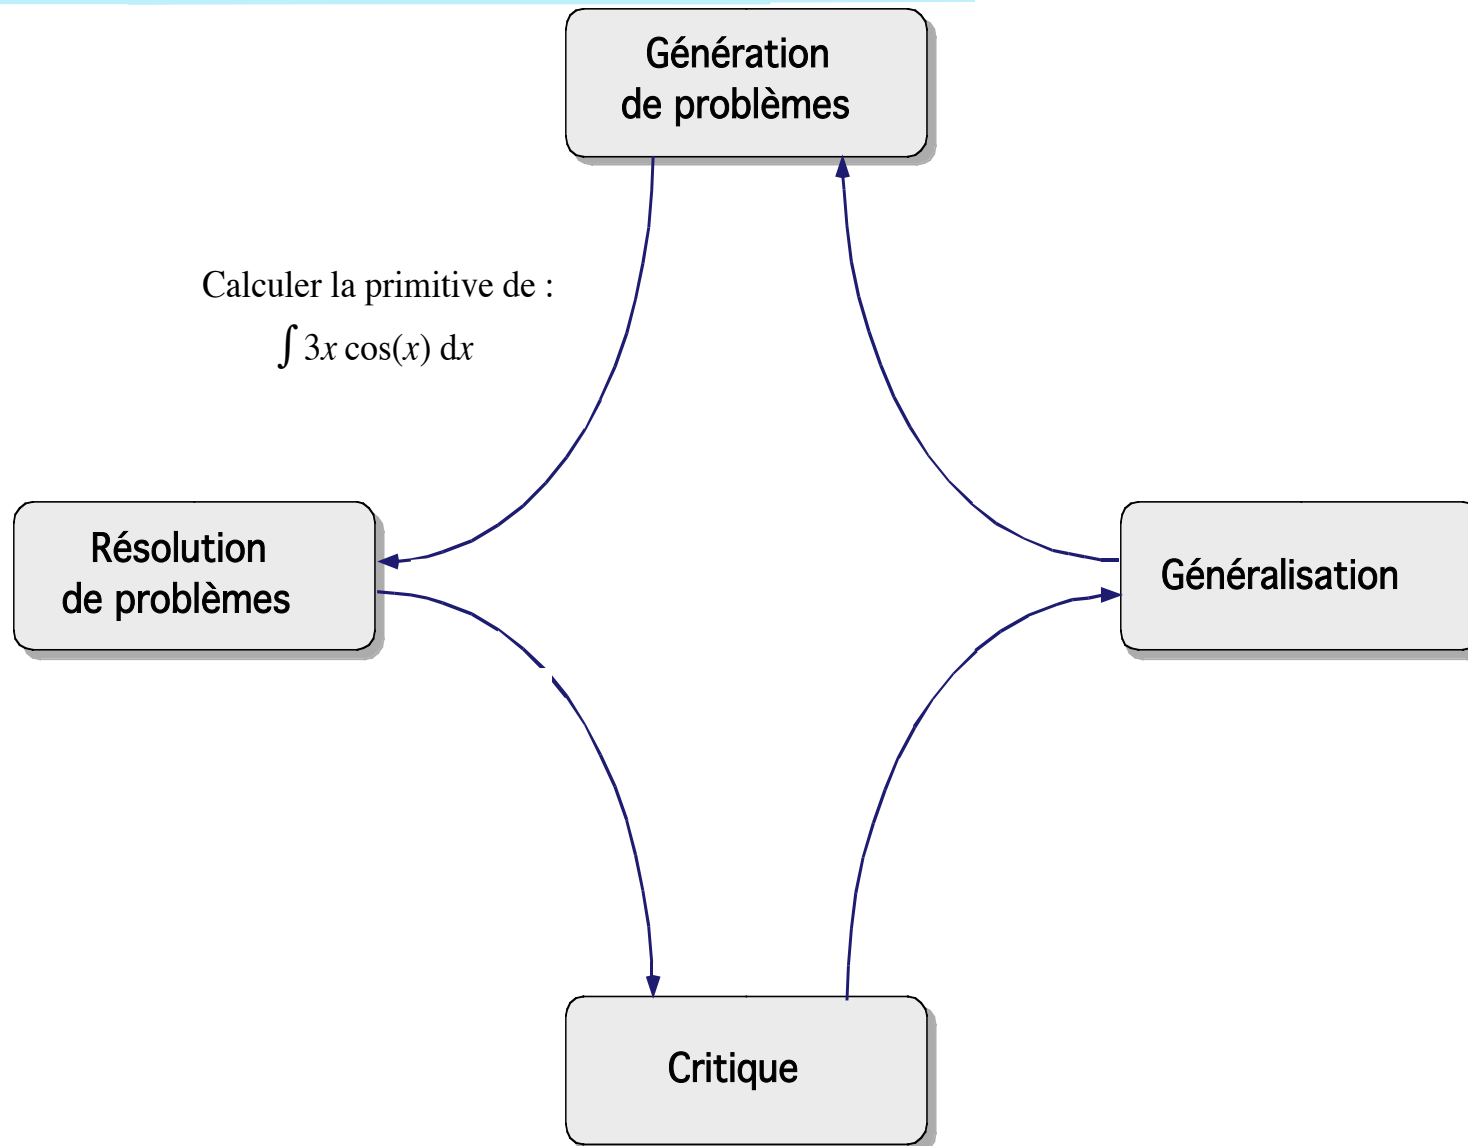 Génération
de problèmes
Calculer la primitive de :
∫ 3x cos(x) dx
Résolution
de problèmes
Généralisation
Critique